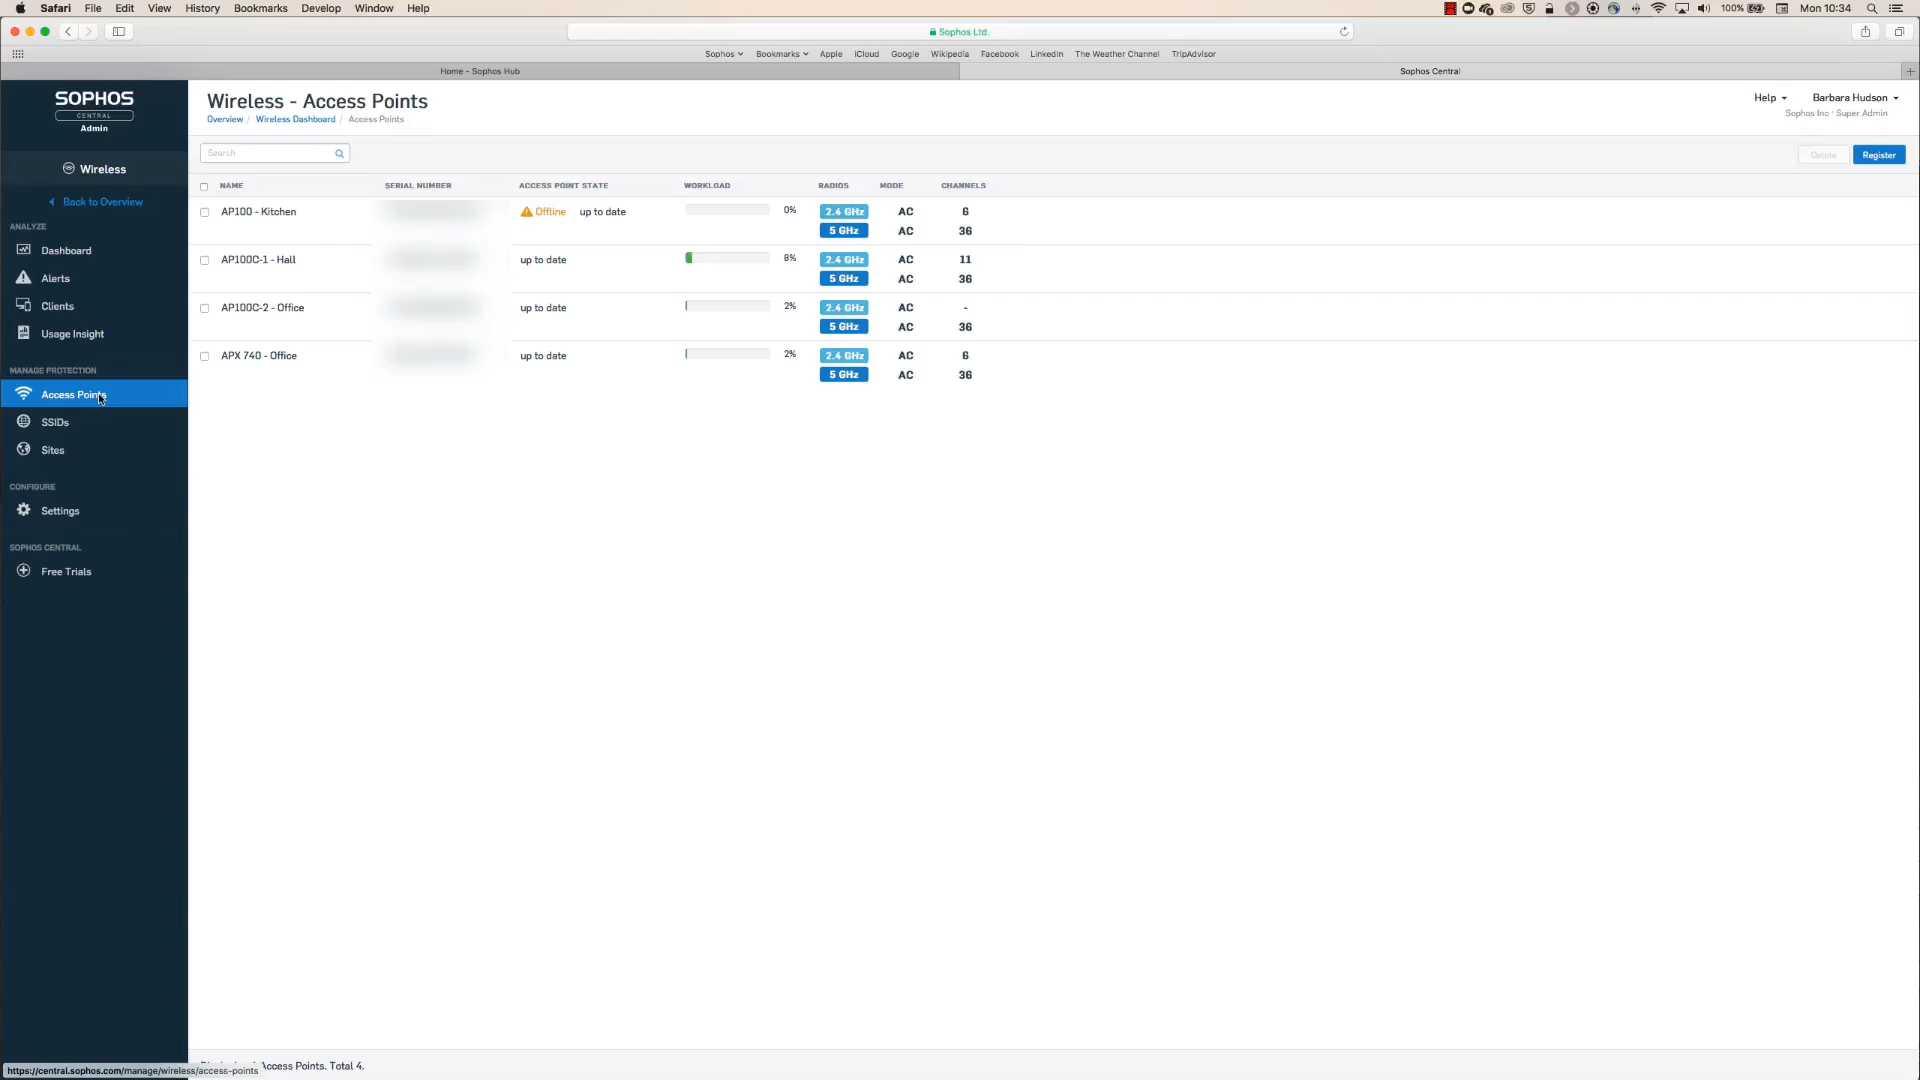 Safari File Edit View History Bookmarks Develop Window Help 100% Mon 10:34
Sophos Ltd.
Sophos Bookmarks Apple iCloud Google Wikipedia Facebook LinkedIn The Weather Channel TripAdvisor
Home - Sophos Hub Sophos Central
SOPHOS
CENTRAL
Admin
Wireless
Back to Overview
ANALYZE
Dashboard
Alerts
Clients
Usage Insight
MANAGE PROTECTION
Access Points
SSIDs
Sites
CONFIGURE
Settings
SOPHOS CENTRAL
Free Trials
Wireless - Access Points
Overview / Wireless Dashboard / Access Points
Help Barbara Hudson
Sophos Inc · Super Admin
Search
Delete Register
NAME SERIAL NUMBER ACCESS POINT STATE WORKLOAD RADIOS MODE CHANNELS
AP100 - Kitchen Offline up to date 0% 2.4 GHz AC 6
5 GHz AC 36
AP100C-1 - Hall up to date 8% 2.4 GHz AC 11
5 GHz AC 36
AP100C-2 - Office up to date 2% 2.4 GHz AC -
5 GHz AC 36
APX 740 - Office up to date 2% 2.4 GHz AC 6
5 GHz AC 36
Access Points. Total 4.
https://central.sophos.com/manage/wireless/access-points